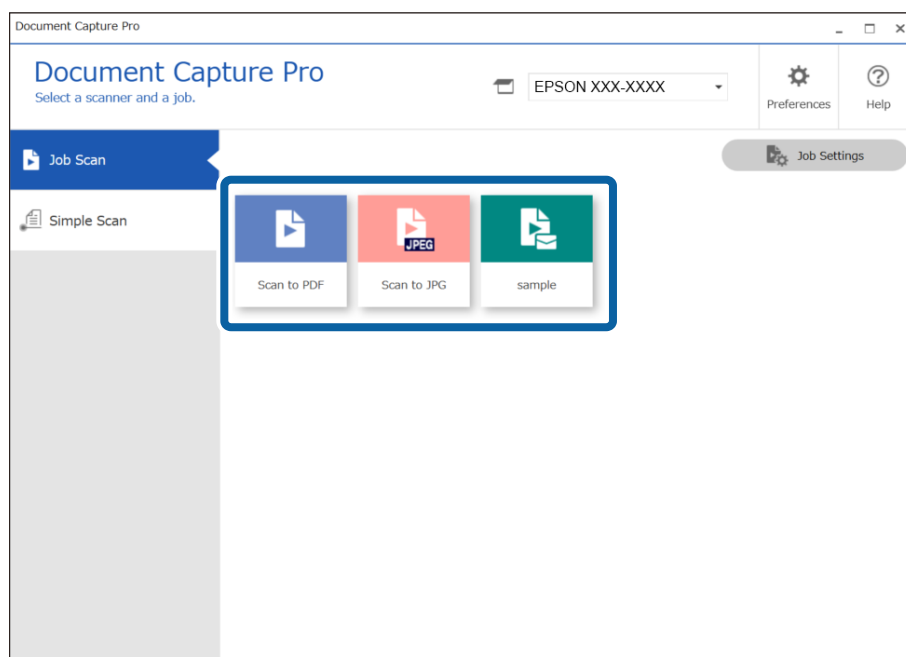 Document Capture Pro
Document Capture Pro
Select a scanner and a job.
EPSON XXX-XXXX
Preferences
Help
Job Scan
Job Settings
Simple Scan
JPEG
Scan to PDF
Scan to JPG
sample